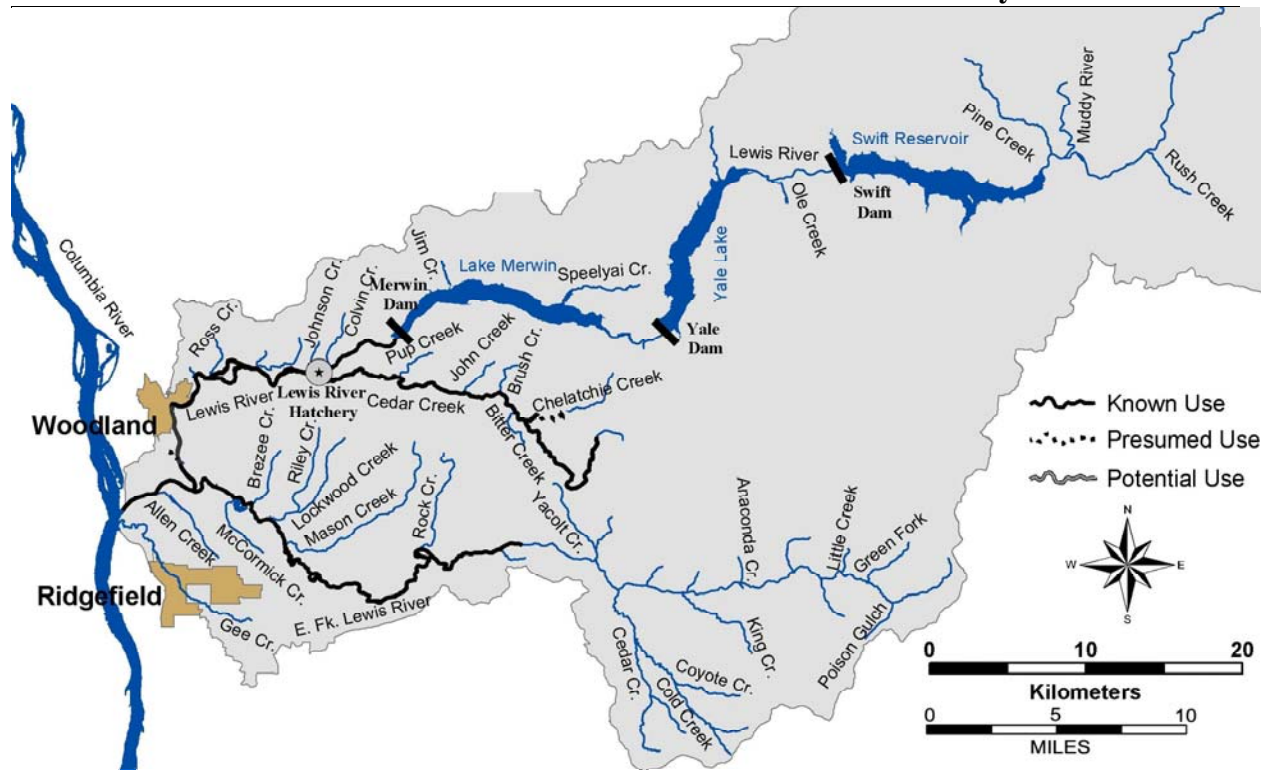 Columbia River
Woodland
Ridgefield
Ross Cr.
Johnson Cr.
Colvin Cr.
Lewis River
Lewis River
Hatchery
Merwin
Dam
Jim Cr.
Lake Merwin
Speelyai Cr.
Yale Lake
Yale
Dam
Lewis River
Ole Creek
Swift Reservoir
Swift
Dam
Pine Creek
Muddy River
Rush Creek
Pup Creek
John Creek
Brush Cr.
Cedar Creek
Bitter Creek
Chelatchie Creek
Brezee Cr.
Riley Cr.
Lockwood Creek
Mason Creek
Rock Cr.
Yacolt Cr.
Allen Creek
McCormick Cr.
Gee Cr.
E. Fk. Lewis River
Anaconda Cr.
Little Creek
Green Fork
Poison Gulch
King Cr.
Cedar Cr.
Coyote Cr.
Cold Creek
Known Use
Presumed Use
Potential Use
N
W
E
S
0 10 20
Kilometers
0 5 10
MILES